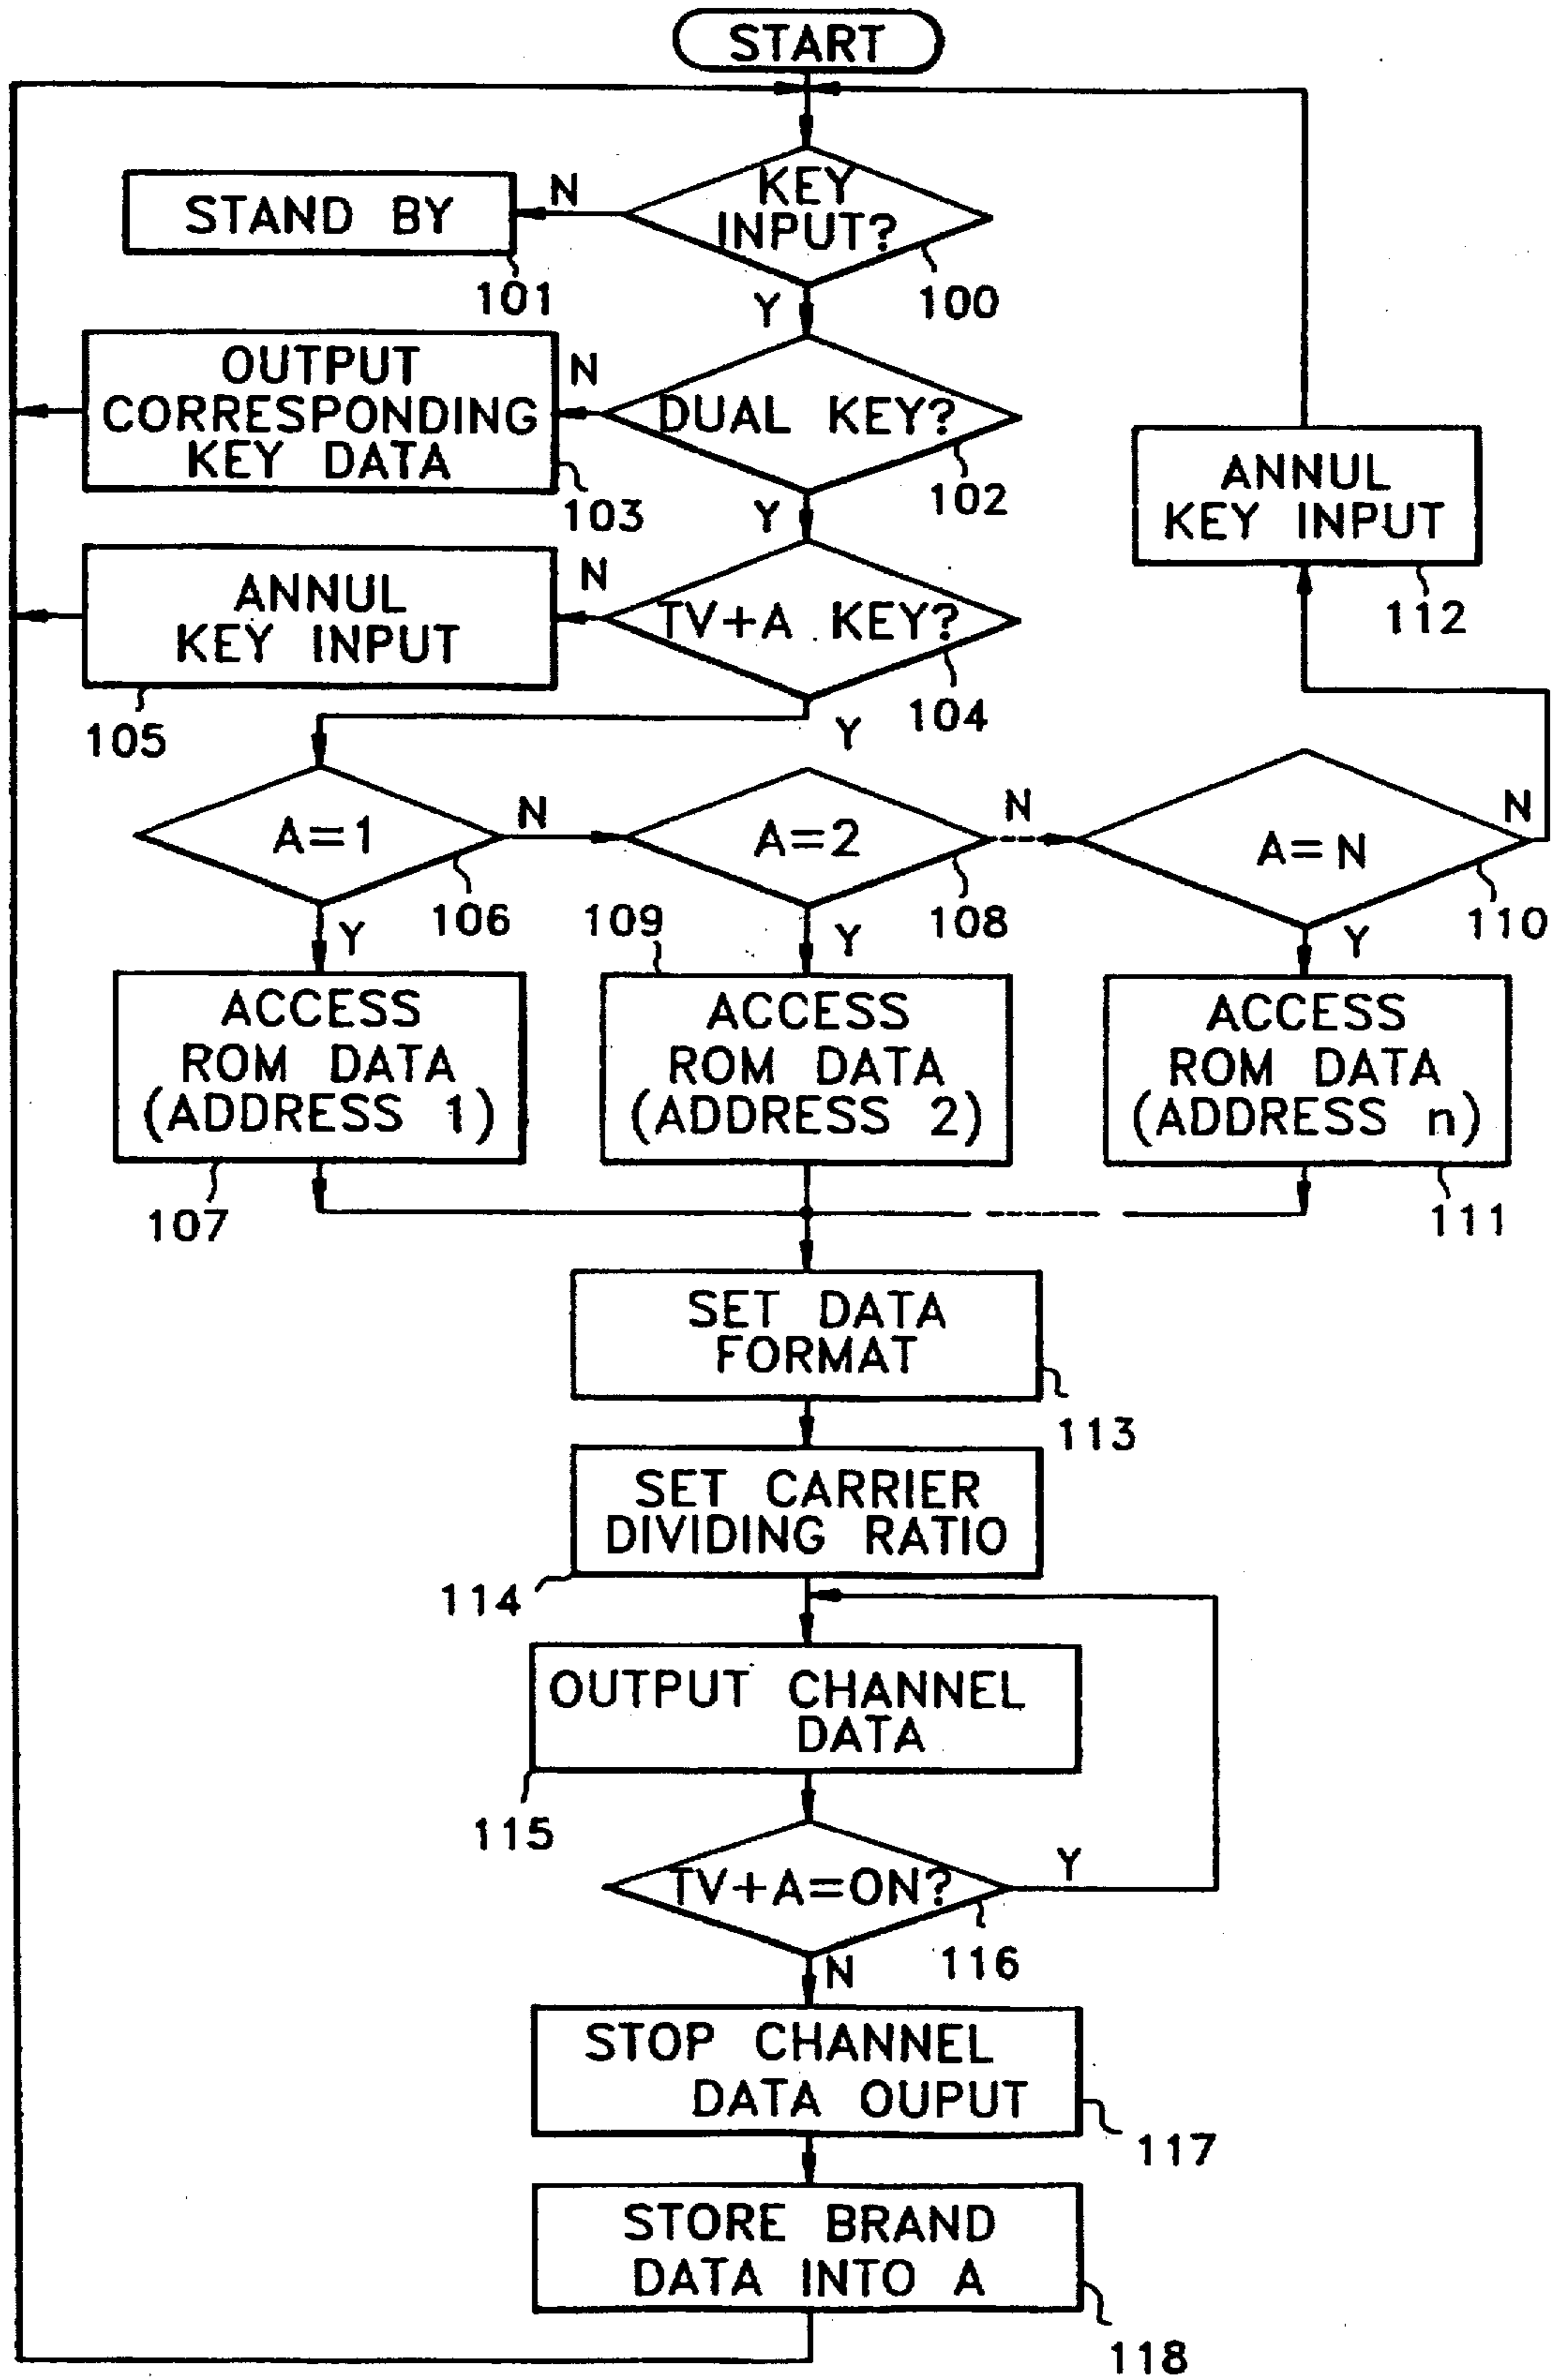 START
KEY
INPUT?
100
N
STAND BY
101
Y
DUAL KEY?
102
N
OUTPUT
CORRESPONDING
KEY DATA
103
Y
TV+A KEY?
104
N
ANNUL
KEY INPUT
105
ANNUL
KEY INPUT
112
Y
A=1
106
N
A=2
108
N
A=N
110
N
Y
109
Y
Y
ACCESS
ROM DATA
(ADDRESS 1)
107
ACCESS
ROM DATA
(ADDRESS 2)
ACCESS
ROM DATA
(ADDRESS n)
111
SET DATA
FORMAT
113
SET CARRIER
DIVIDING RATIO
114
OUTPUT CHANNEL
DATA
115
TV+A=ON?
Y
116
N
STOP CHANNEL
DATA OUPUT
117
STORE BRAND
DATA INTO A
118